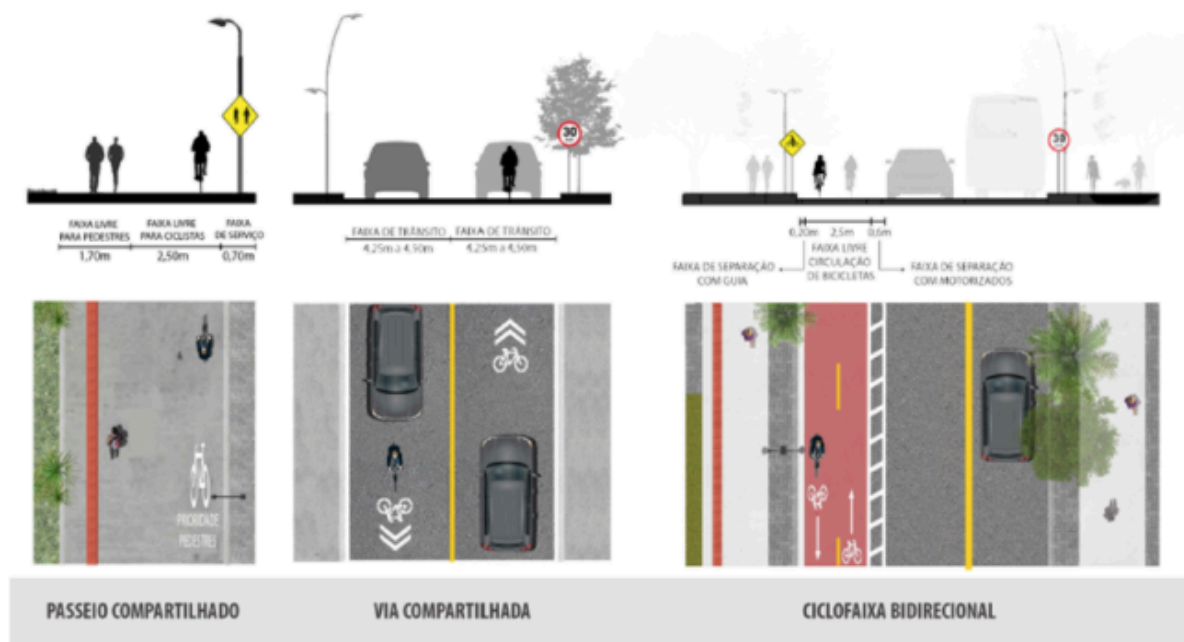 30
30
FAIXA LIVRE
PARA PEDESTRES
1,70m
FAIXA LIVRE
PARA CICLISTAS
2,50m
FAIXA
DE SERVIÇO
0,70m
FAIXA DE TRÂNSITO
4,25m a 4,50m
FAIXA DE TRÂNSITO
4,25m a 4,50m
0,20m
2,5m
0,6m
FAIXA LIVRE
CIRCULAÇÃO
DE BICICLETAS
FAIXA DE SEPARAÇÃO
COM GUIA
FAIXA DE SEPARAÇÃO
COM MOTORIZADOS
PRIORIDADE
PEDESTRES
PASSEIO COMPARTILHADO
VIA COMPARTILHADA
CICLOFAIXA BIDIRECIONAL